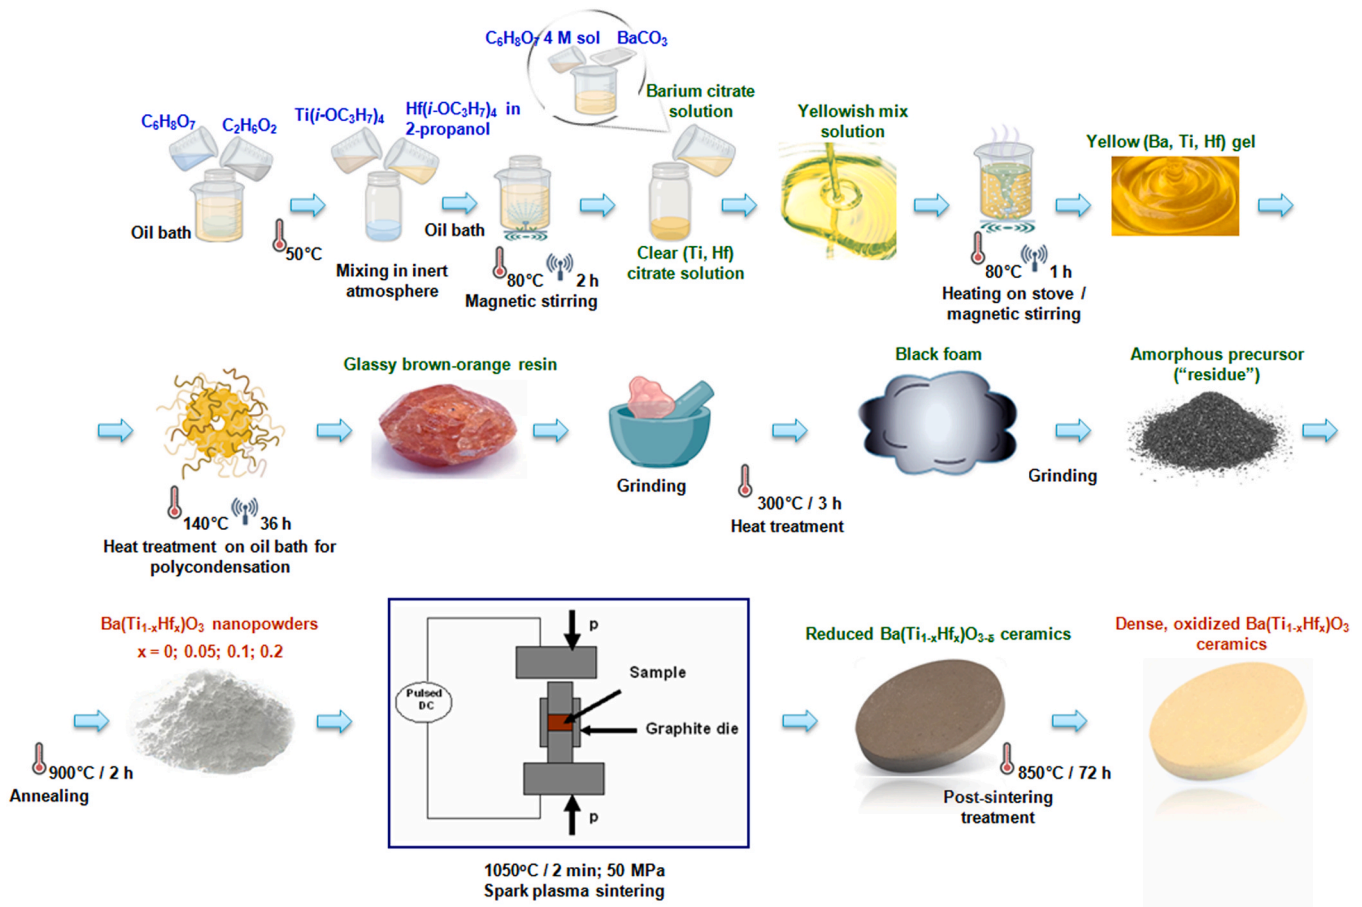 C₆H₈O₇ 4 M sol
BaCO₃
Barium citrate
solution
C₆H₈O₇
C₂H₆O₂
Ti(i-OC₃H₇)₄
Hf(i-OC₃H₇)₄ in
2-propanol
Yellowish mix
solution
Yellow (Ba, Ti, Hf) gel
Oil bath
50°C
Mixing in inert
atmosphere
Oil bath
80°C
2 h
Magnetic stirring
Clear (Ti, Hf)
citrate solution
80°C
1 h
Heating on stove /
magnetic stirring
140°C
36 h
Heat treatment on oil bath for
polycondensation
Glassy brown-orange resin
Grinding
300°C / 3 h
Heat treatment
Black foam
Grinding
Amorphous precursor
(“residue”)
900°C / 2 h
Annealing
Ba(Ti₁₋ₓHfₓ)O₃ nanopowders
x = 0; 0.05; 0.1; 0.2
Pulsed
DC
p
Sample
Graphite die
p
1050°C / 2 min; 50 MPa
Spark plasma sintering
Reduced Ba(Ti₁₋ₓHfₓ)O₃₋δ ceramics
850°C / 72 h
Post-sintering
treatment
Dense, oxidized Ba(Ti₁₋ₓHfₓ)O₃
ceramics